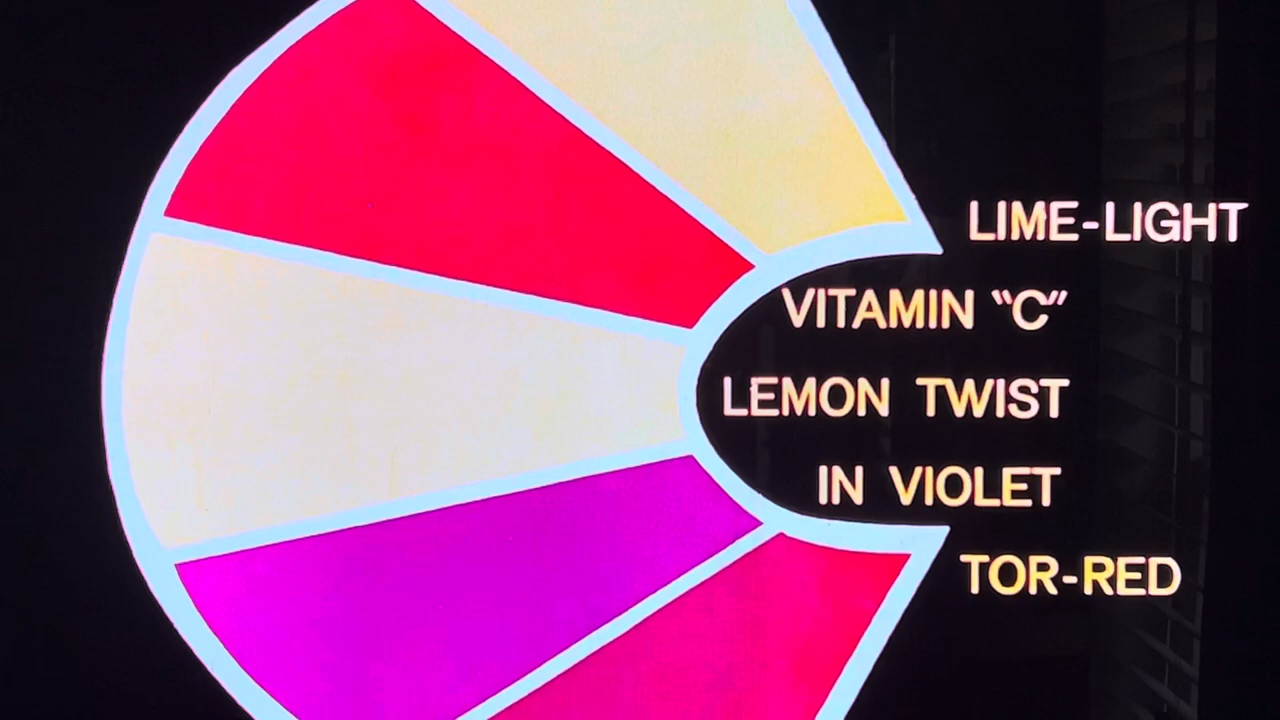 LIME-LIGHT
VITAMIN "C"
LEMON TWIST
IN VIOLET
TOR-RED